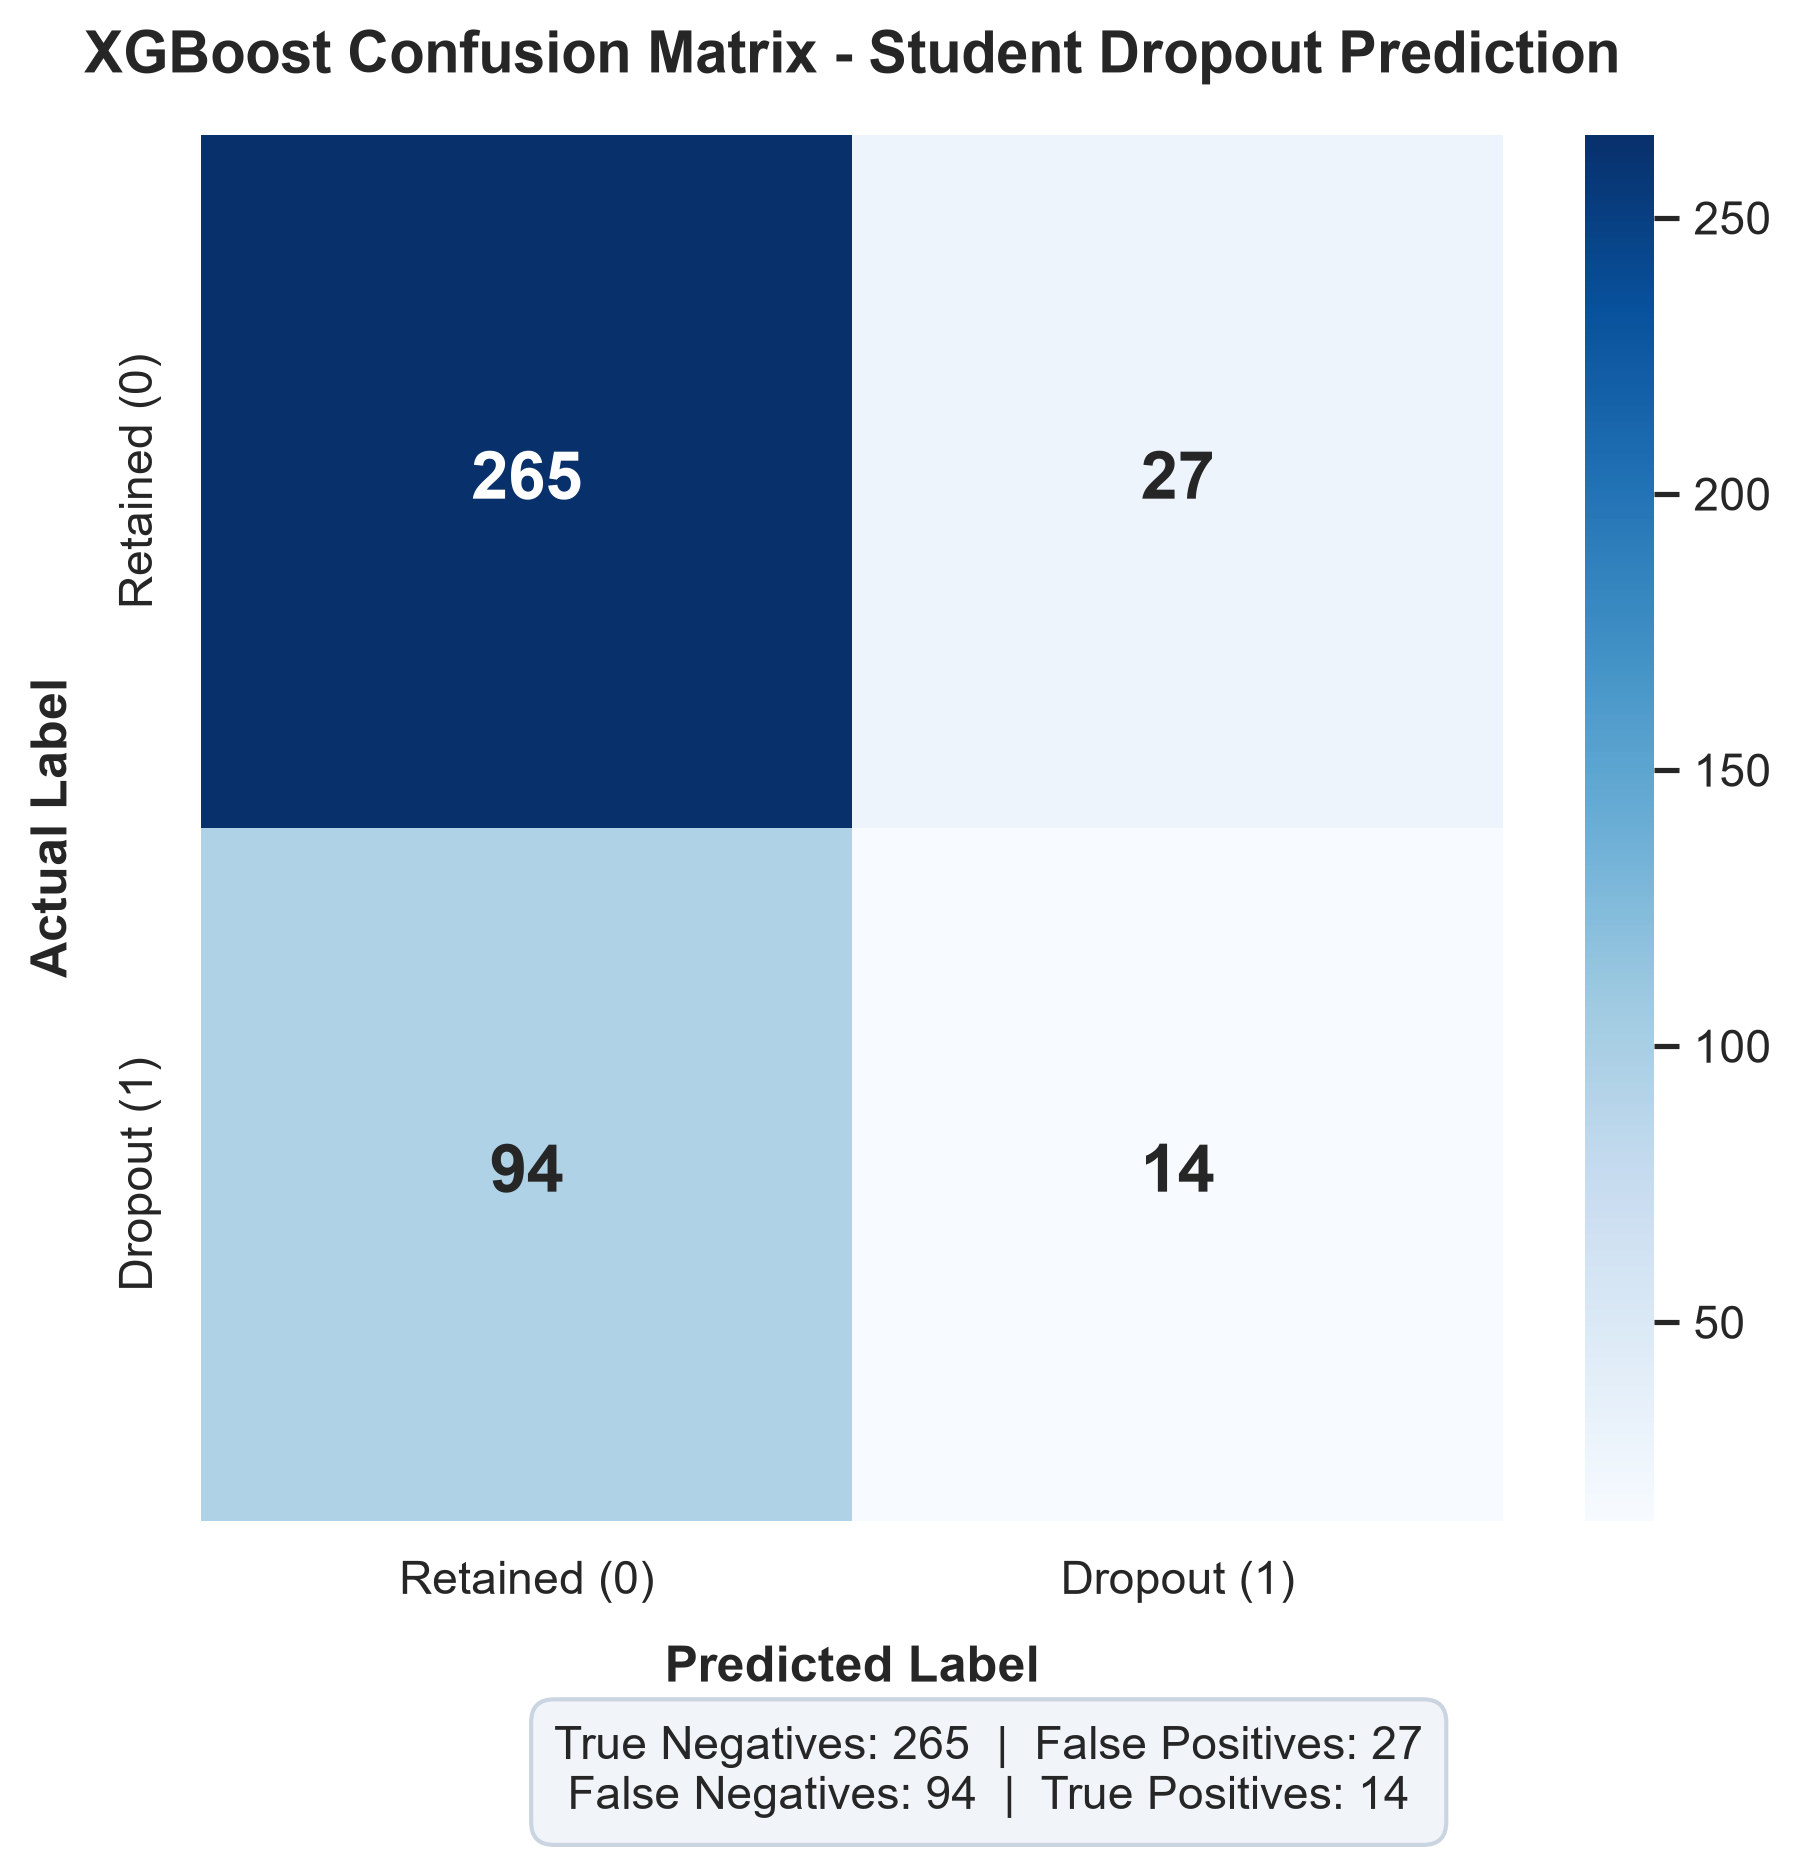 XGBoost Confusion Matrix - Student Dropout Prediction
Actual Label
Retained (0)
Dropout (1)
265
27
94
14
250
200
150
100
50
Retained (0)
Dropout (1)
Predicted Label
True Negatives: 265 | False Positives: 27
False Negatives: 94 | True Positives: 14